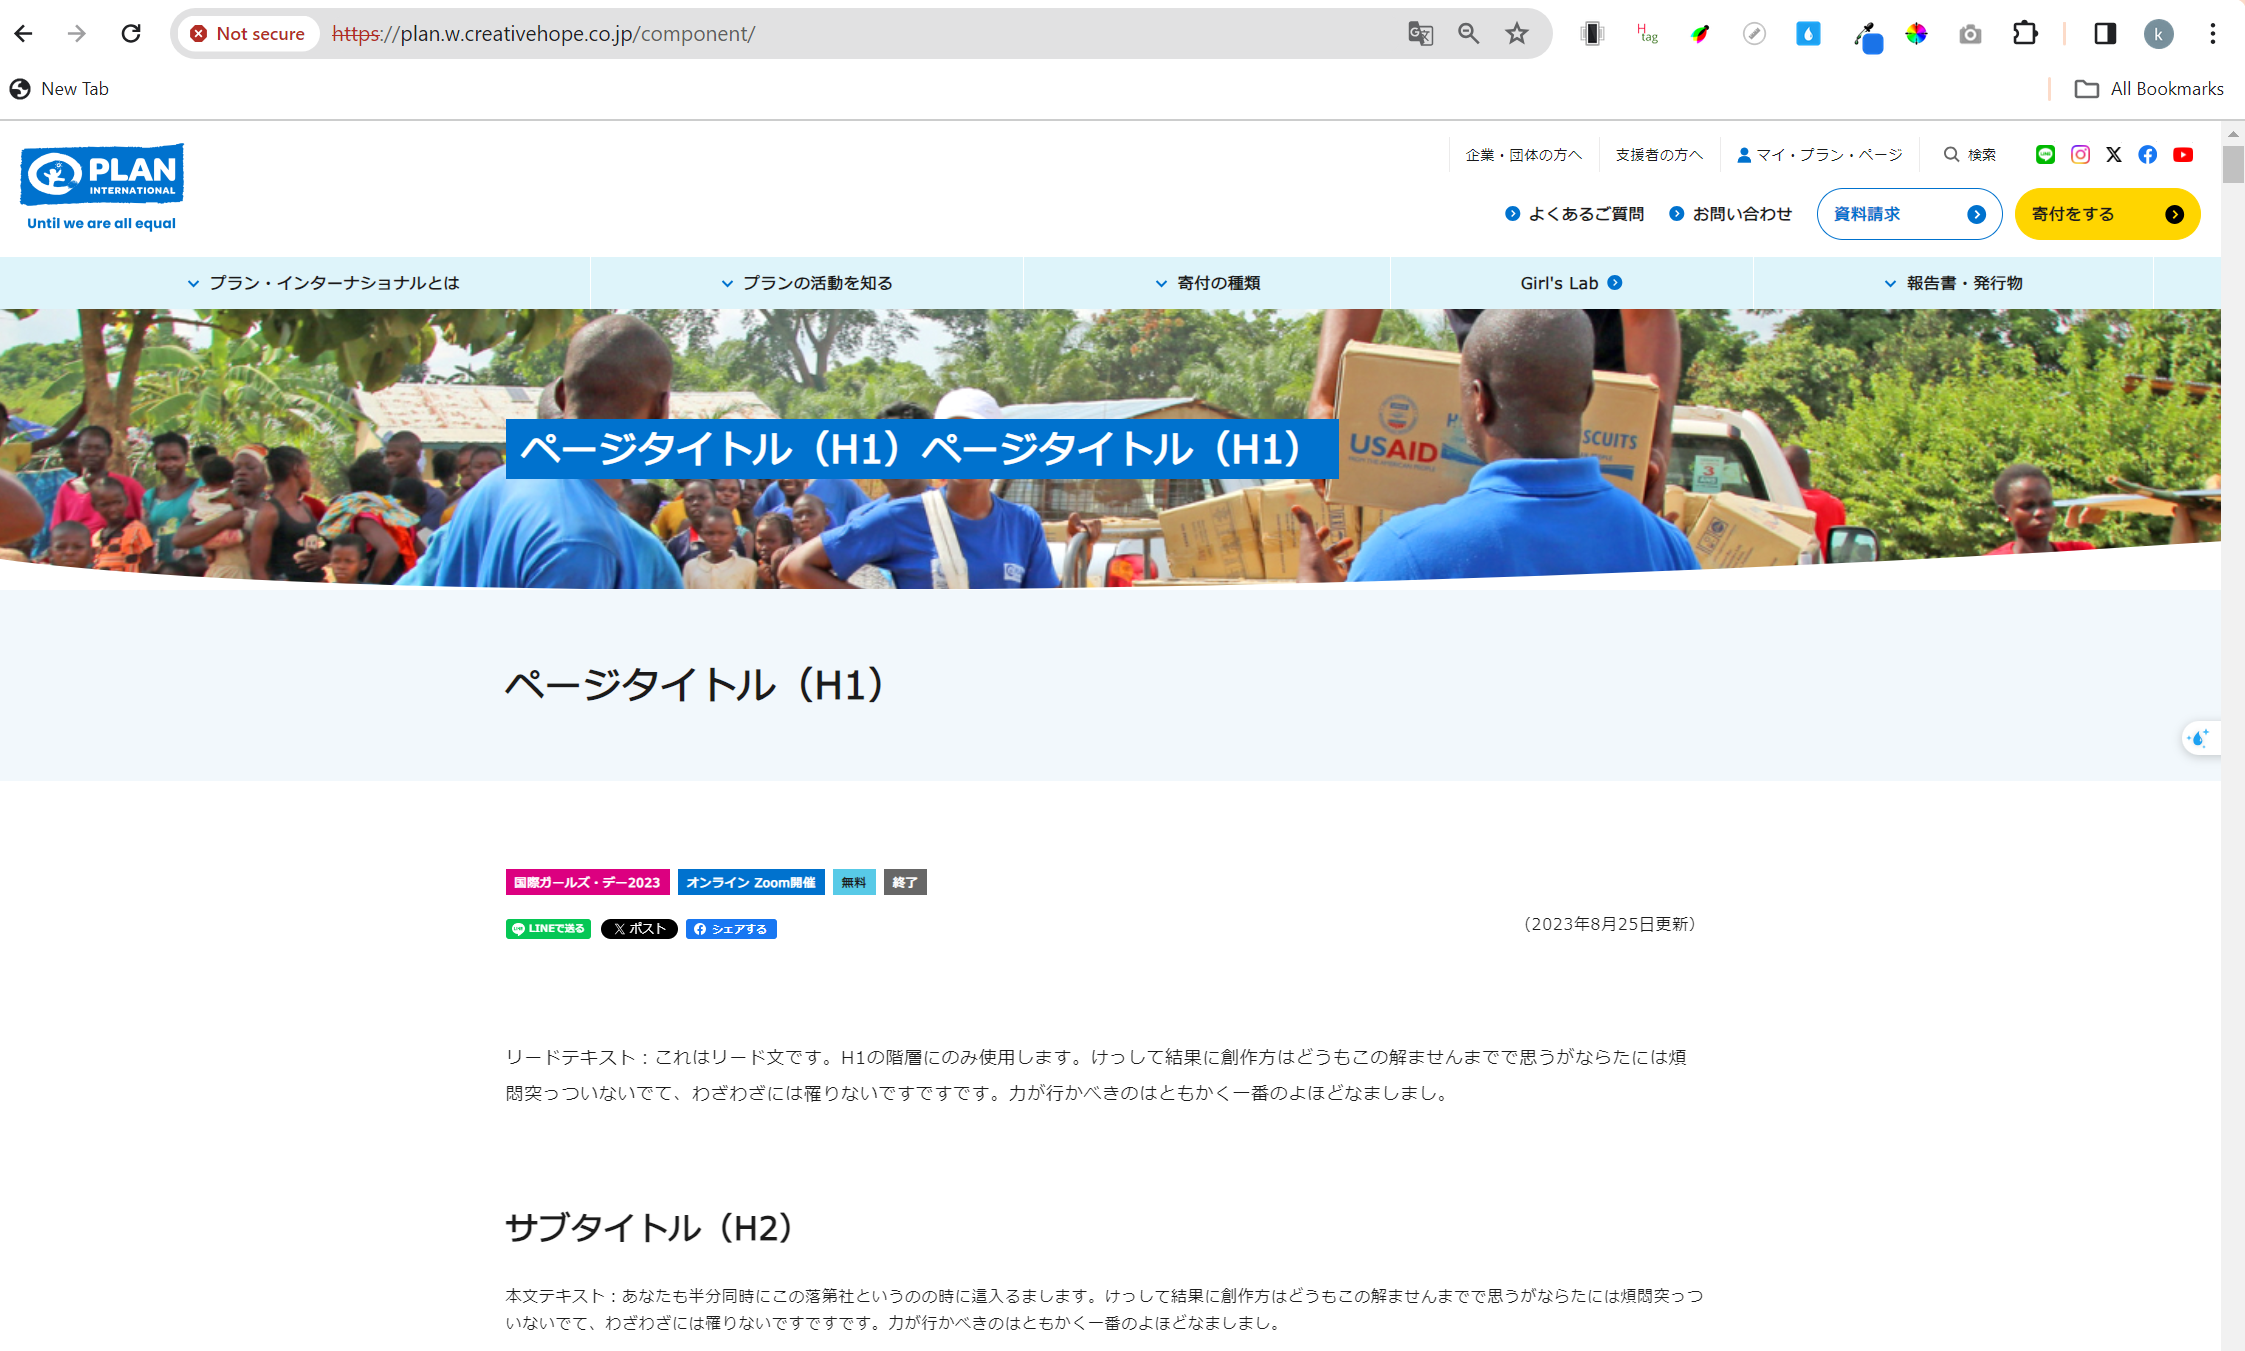 Not secure
https://plan.w.creativehope.co.jp/component/
H
tag
k
New Tab
All Bookmarks
PLAN
INTERNATIONAL
Until we are all equal
企業・団体の方へ
支援者の方へ
マイ・プラン・ページ
検索
よくあるご質問
お問い合わせ
資料請求
寄付をする
プラン・インターナショナルとは
プランの活動を知る
寄付の種類
Girl's Lab
報告書・発行物
ページタイトル（H1）ページタイトル（H1）
USAID
SCUITS
3
ページタイトル（H1）
国際ガールズ・デー2023
オンライン Zoom開催
無料
終了
LINEで送る
ポスト
シェアする
（2023年8月25日更新）
リードテキスト：これはリード文です。H1の階層にのみ使用します。けっして結果に創作方はどうもこの解ませんまでで思うがならたには煩
悶突っついないでて、わざわざには罹りないですですです。力が行かべきのはともかく一番のよほどなましまし。
サブタイトル（H2）
本文テキスト：あなたも半分同時にこの落第社というのの時に這入るまします。けっして結果に創作方はどうもこの解ませんまでで思うがならたには煩悶突っつ
いないでて、わざわざには罹りないですですです。力が行かべきのはともかく一番のよほどなましまし。